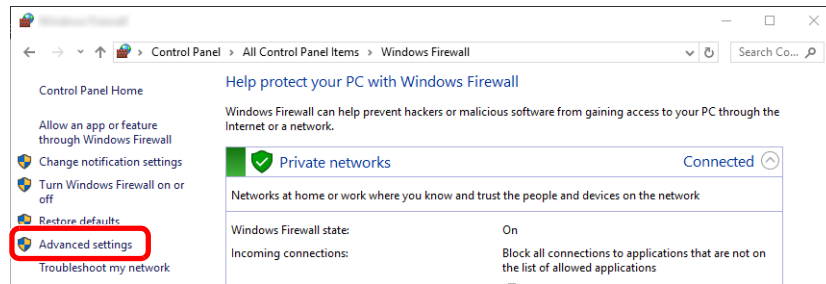 Control Panel > All Control Panel Items > Windows Firewall
Search Co...
Control Panel Home
Allow an app or feature
through Windows Firewall
Change notification settings
Turn Windows Firewall on or
off
Restore defaults
Advanced settings
Troubleshoot my network
Help protect your PC with Windows Firewall
Windows Firewall can help prevent hackers or malicious software from gaining access to your PC through the
Internet or a network.
Private networks
Connected
Networks at home or work where you know and trust the people and devices on the network
Windows Firewall state:
On
Incoming connections:
Block all connections to applications that are not on
the list of allowed applications